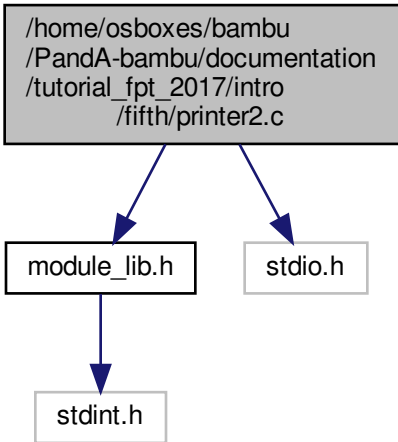 /home/osboxes/bambu
/PandA-bambu/documentation
/tutorial_fpt_2017/intro
/fifth/printer2.c
module_lib.h
stdio.h
stdint.h